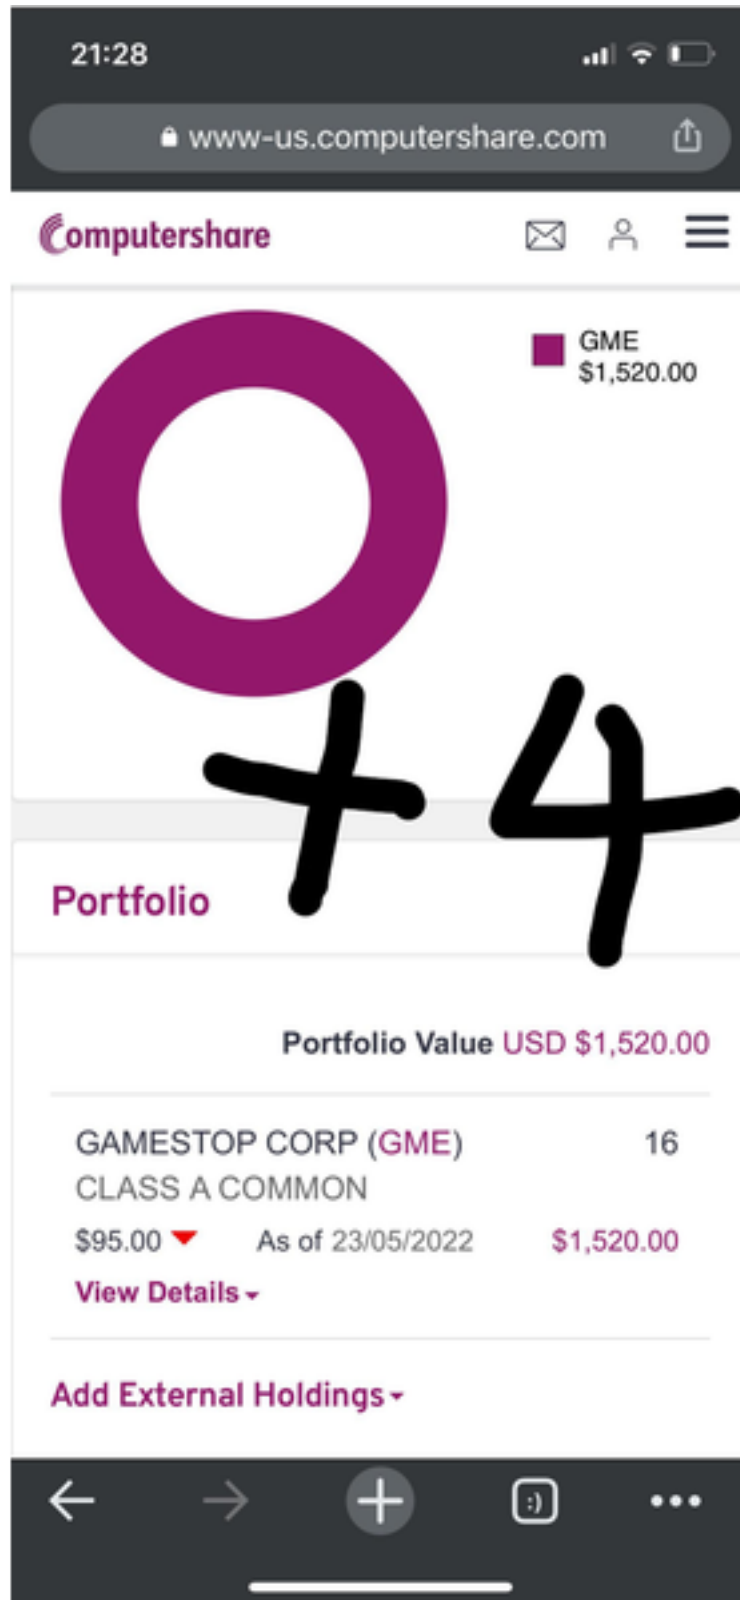 21:28
www-us.computershare.com
Computershare
GME
$1,520.00
+4
Portfolio
Portfolio Value USD $1,520.00
GAMESTOP CORP (GME) 16
CLASS A COMMON
$95.00 As of 23/05/2022 $1,520.00
View Details
Add External Holdings
:)